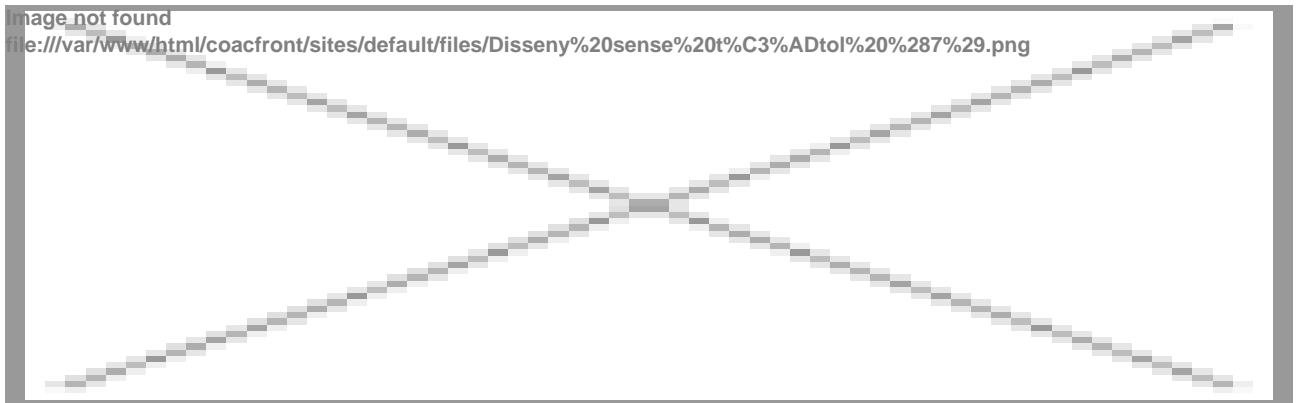 Image not found
file:///var/www/html/coacfront/sites/default/files/Disseny%20sense%20t%C3%ADtol%20%287%29.png